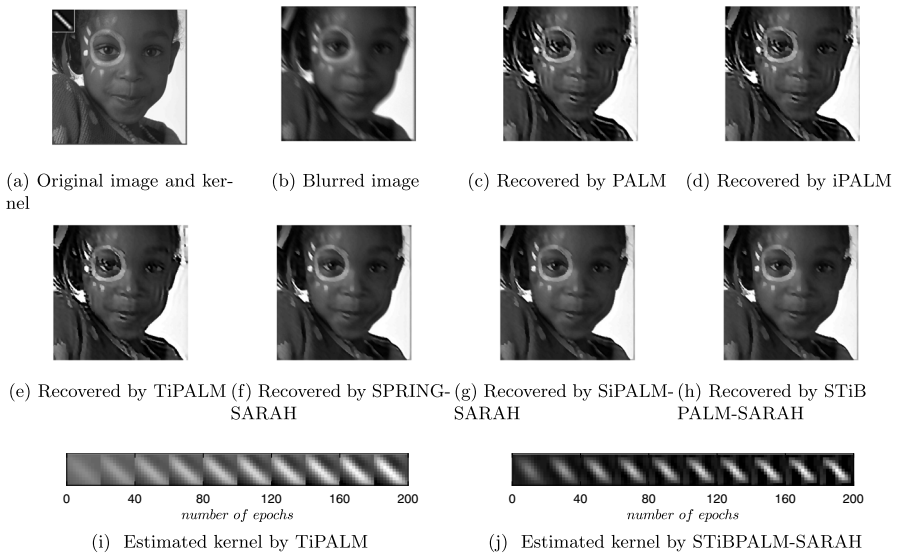 (a) Original image and ker-
nel
(b) Blurred image
(c) Recovered by PALM
(d) Recovered by iPALM
(e) Recovered by TiPALM
(f) Recovered by SPRING-
SARAH
(g) Recovered by SiPALM-
SARAH
(h) Recovered by STiB
PALM-SARAH
0 40 80 120 160 200
number of epochs
(i) Estimated kernel by TiPALM
0 40 80 120 160 200
number of epochs
(j) Estimated kernel by STiBPALM-SARAH